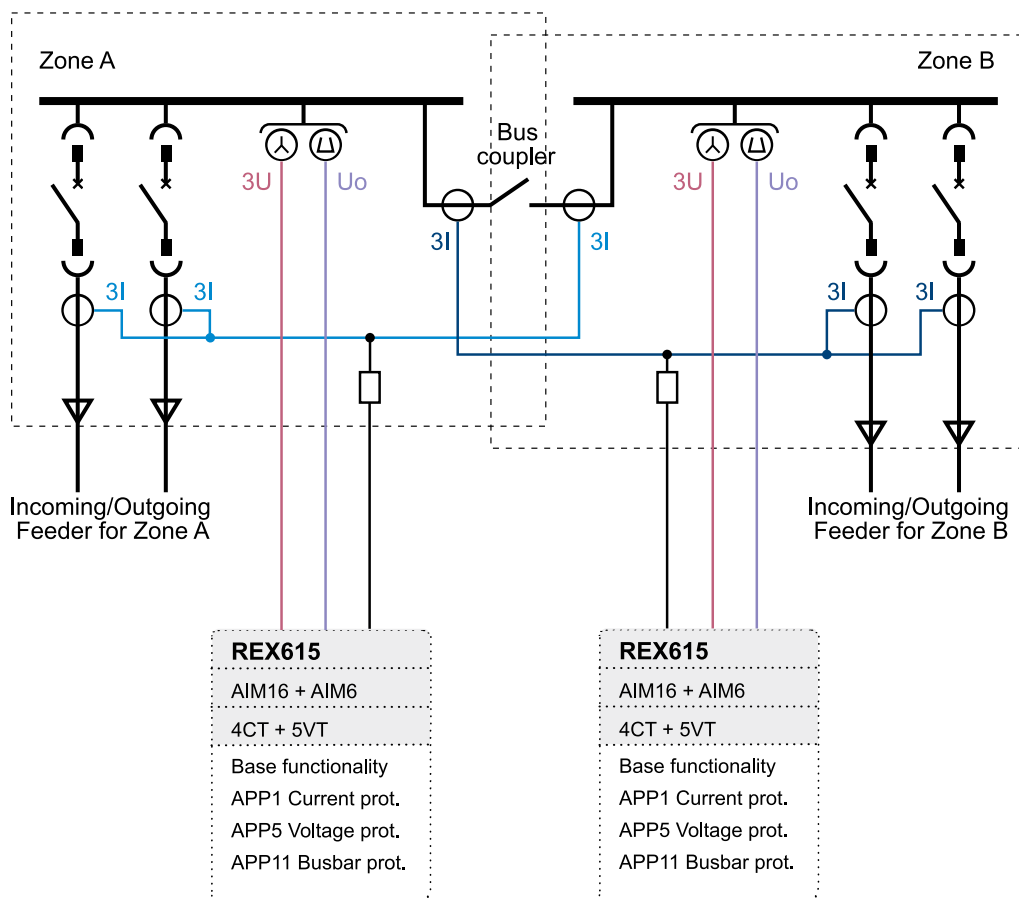 Zone A
Zone B
Bus
coupler
3U
Uo
3U
Uo
3I
3I
3I
3I
3I
3I
Incoming/Outgoing
Feeder for Zone A
Incoming/Outgoing
Feeder for Zone B
REX615
AIM16 + AIM6
4CT + 5VT
Base functionality
APP1 Current prot.
APP5 Voltage prot.
APP11 Busbar prot.
REX615
AIM16 + AIM6
4CT + 5VT
Base functionality
APP1 Current prot.
APP5 Voltage prot.
APP11 Busbar prot.